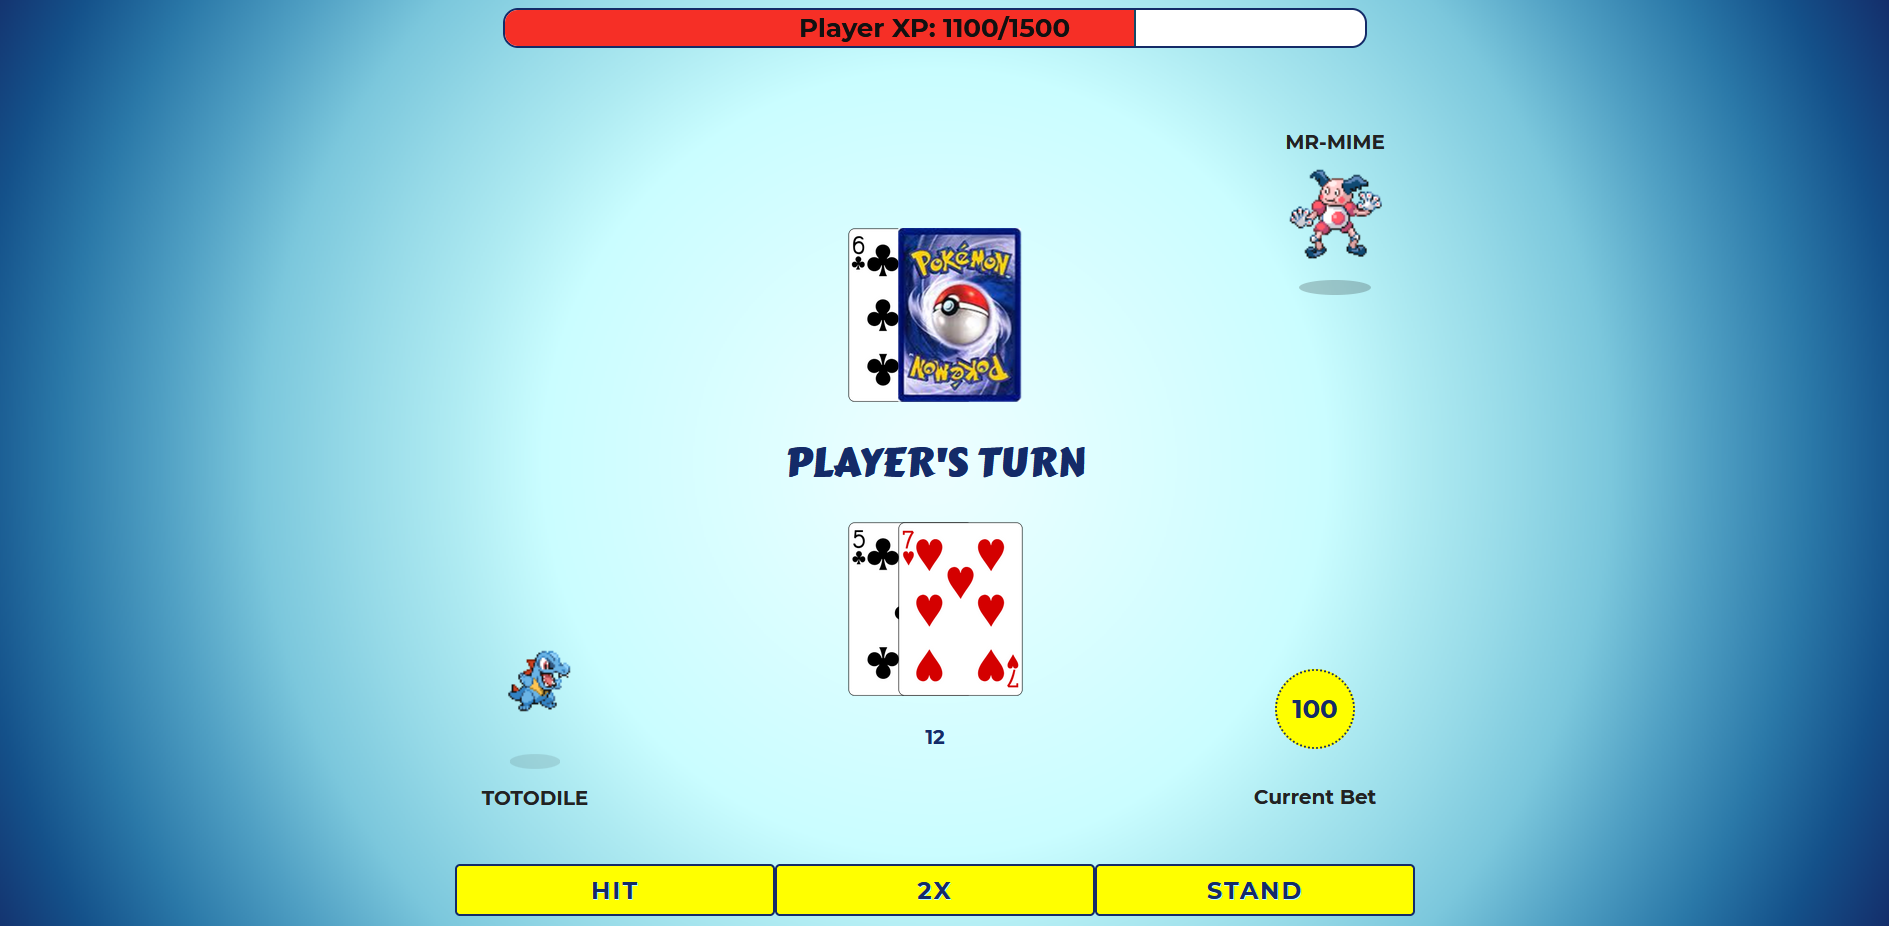 Player XP: 1100/1500
MR-MIME
6
POKéMON
POKéMON
PLAYER'S TURN
5
7
7
100
12
TOTODILE
Current Bet
HIT
2X
STAND